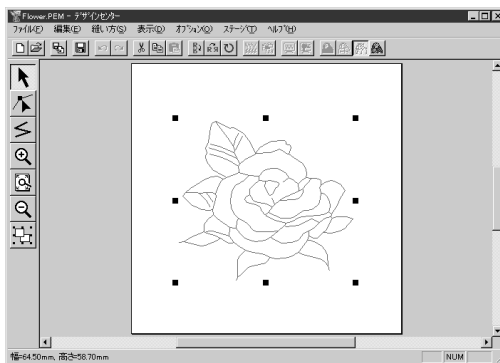 Flower.PEM - デザインセンター
ファイル(F) 編集(E) 縫い方(S) 表示(D) オプション(O) ステージ(T) ヘルプ(H)
幅=64.50mm, 高さ=58.70mm NUM